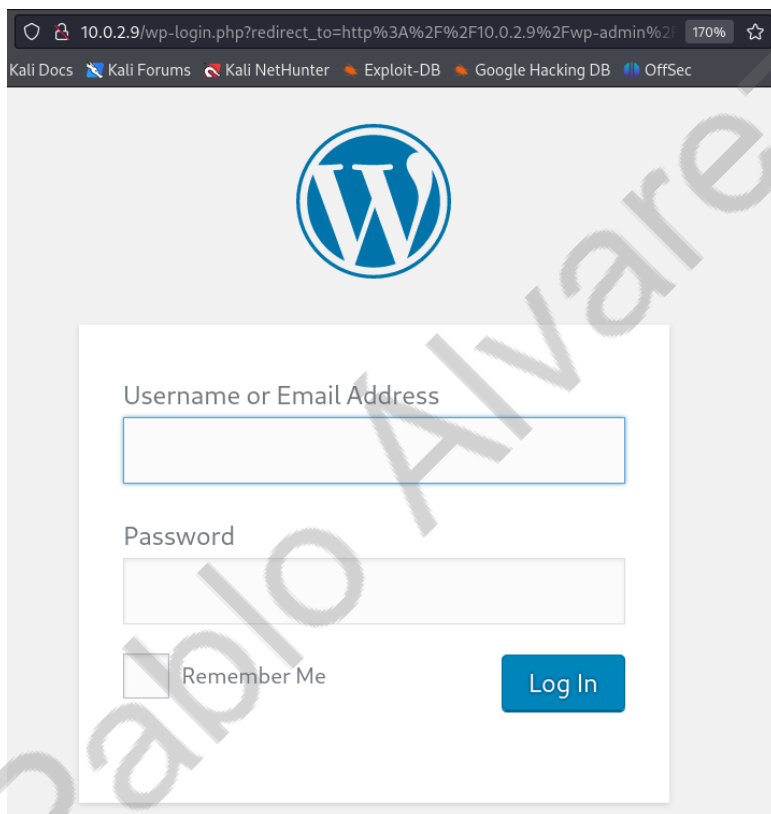 10.0.2.9/wp-login.php?redirect_to=http%3A%2F%2F10.0.2.9%2Fwp-admin%2F 170%
Kali Docs Kali Forums Kali NetHunter Exploit-DB Google Hacking DB OffSec
Username or Email Address
Password
Remember Me
Log In
Pablo Alvare